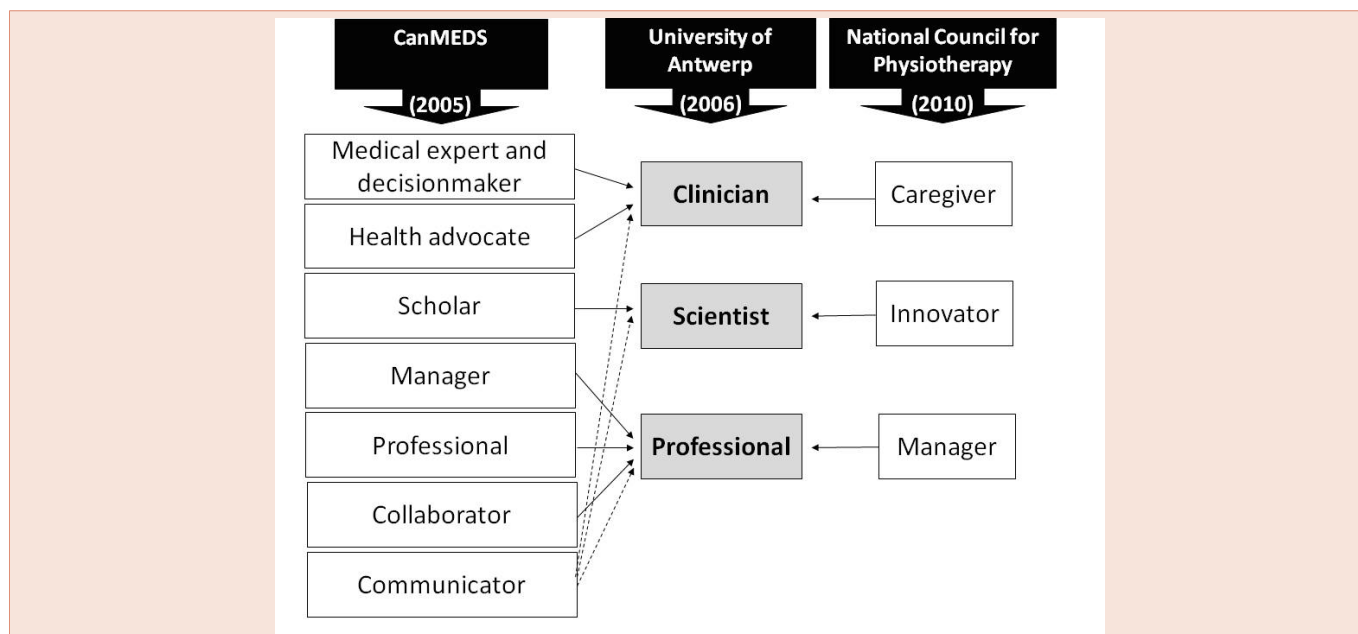 CanMEDS
(2005)
University of
Antwerp
(2006)
National Council for
Physiotherapy
(2010)
Medical expert and
decisionmaker
Health advocate
Scholar
Manager
Professional
Collaborator
Communicator
Clinician
Scientist
Professional
Caregiver
Innovator
Manager